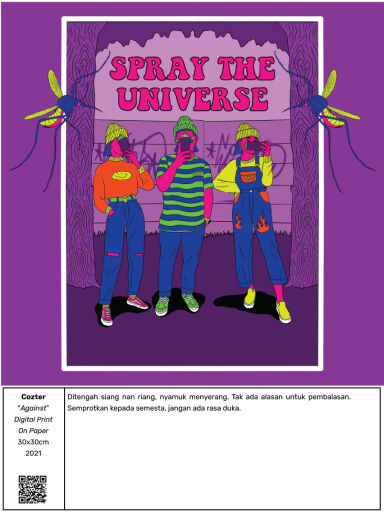 SPRAY THE
UNIVERSE
Cozter
"Against"
Digital Print
On Paper
30x30cm
2021
Ditengah siang nan riang, nyamuk menyerang. Tak ada alasan untuk pembalasan.
Semprotkan kepada semesta, jangan ada rasa duka.